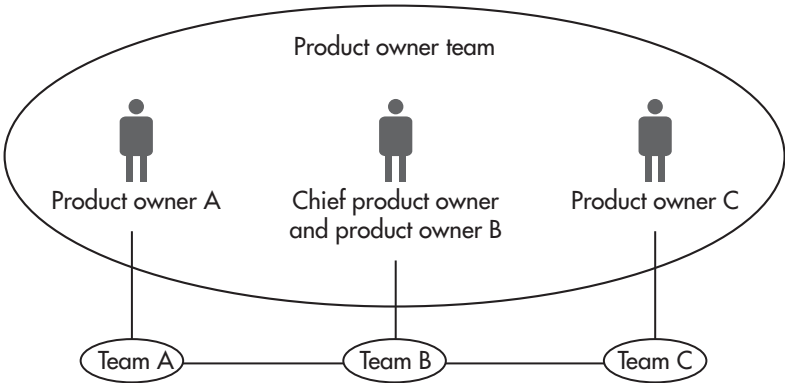 Product owner team
Product owner A
Chief product owner
and product owner B
Product owner C
Team A
Team B
Team C